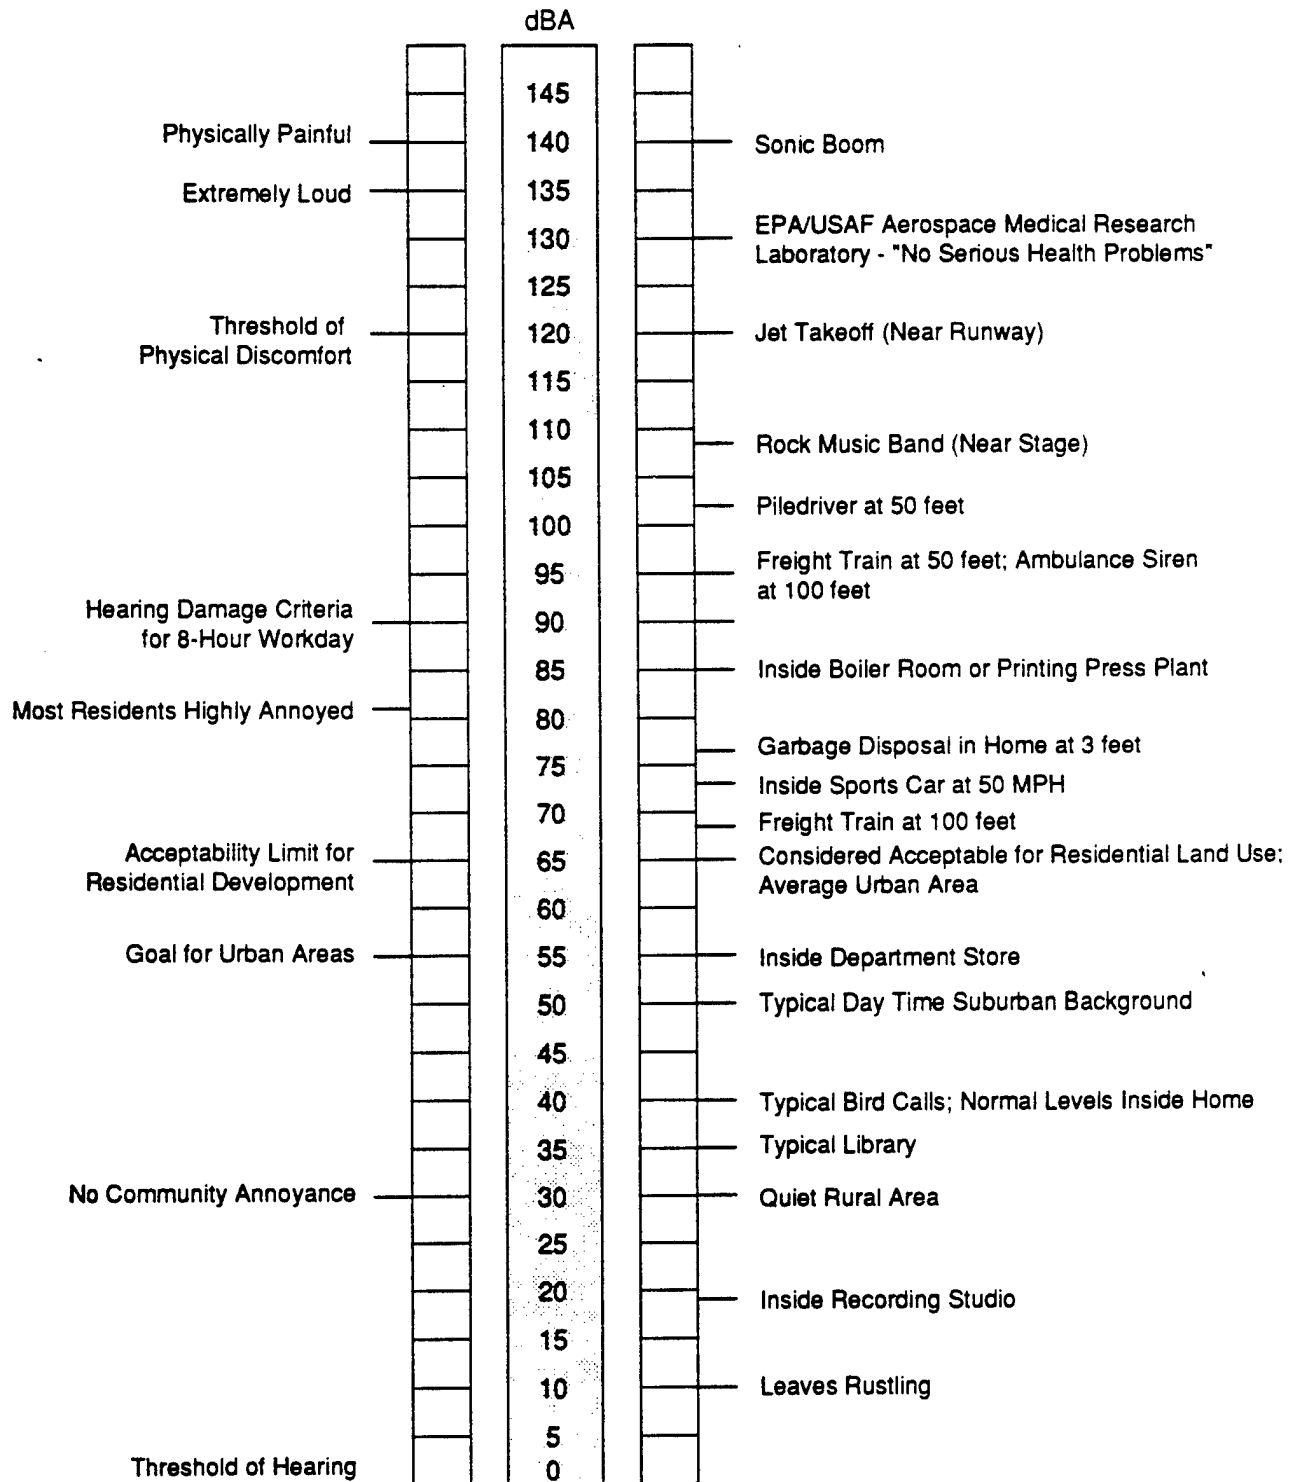 dBA
145
Physically Painful
140
Sonic Boom
Extremely Loud
135
EPA/USAF Aerospace Medical Research
Laboratory - "No Serious Health Problems"
130
125
Threshold of
Physical Discomfort
120
Jet Takeoff (Near Runway)
115
110
Rock Music Band (Near Stage)
105
Piledriver at 50 feet
100
Freight Train at 50 feet; Ambulance Siren
at 100 feet
95
Hearing Damage Criteria
for 8-Hour Workday
90
85
Inside Boiler Room or Printing Press Plant
Most Residents Highly Annoyed
80
Garbage Disposal in Home at 3 feet
75
Inside Sports Car at 50 MPH
70
Freight Train at 100 feet
Acceptability Limit for
Residential Development
65
Considered Acceptable for Residential Land Use;
Average Urban Area
60
Goal for Urban Areas
55
Inside Department Store
50
Typical Day Time Suburban Background
45
40
Typical Bird Calls; Normal Levels Inside Home
35
Typical Library
No Community Annoyance
30
Quiet Rural Area
25
20
Inside Recording Studio
15
10
Leaves Rustling
5
Threshold of Hearing
0